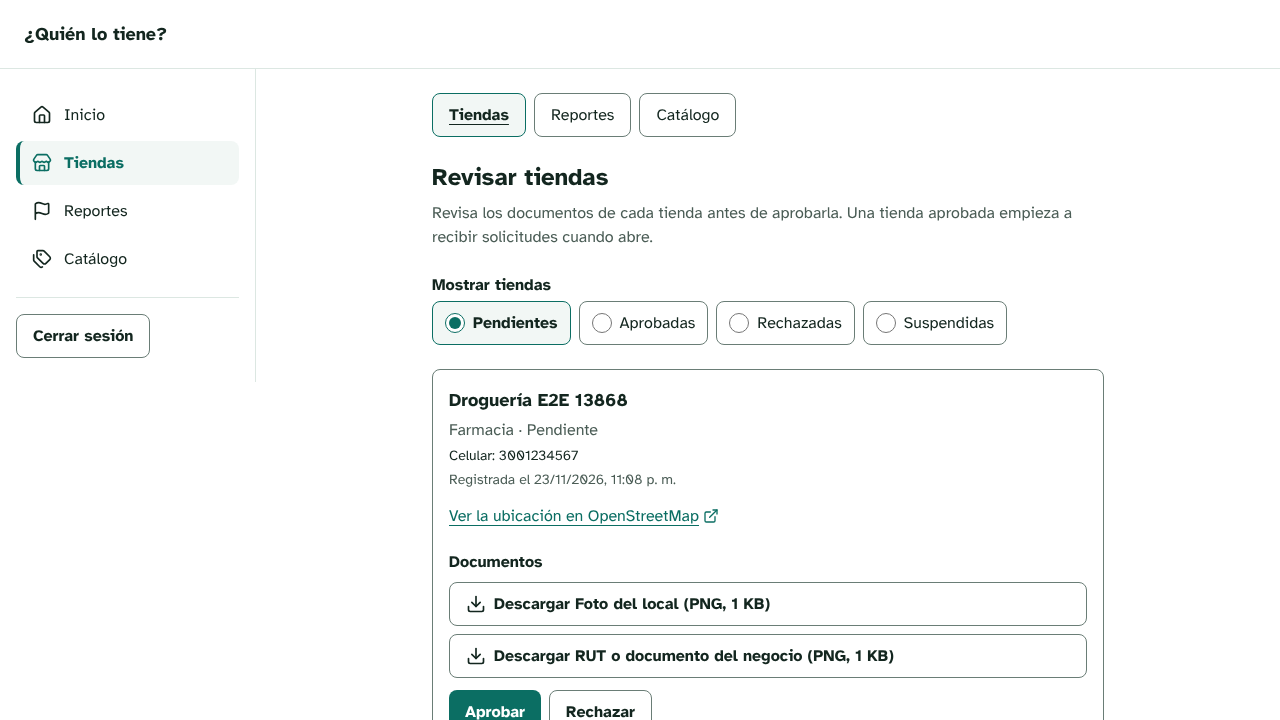 ¿Quién lo tiene?
Inicio
Tiendas
Reportes
Catálogo
Cerrar sesión
Tiendas
Reportes
Catálogo
Revisar tiendas
Revisa los documentos de cada tienda antes de aprobarla. Una tienda aprobada empieza a
recibir solicitudes cuando abre.
Mostrar tiendas
Pendientes
Aprobadas
Rechazadas
Suspendidas
Droguería E2E 13868
Farmacia · Pendiente
Celular: 3001234567
Registrada el 23/11/2026, 11:08 p. m.
Ver la ubicación en OpenStreetMap
Documentos
Descargar Foto del local (PNG, 1 KB)
Descargar RUT o documento del negocio (PNG, 1 KB)
Aprobar
Rechazar